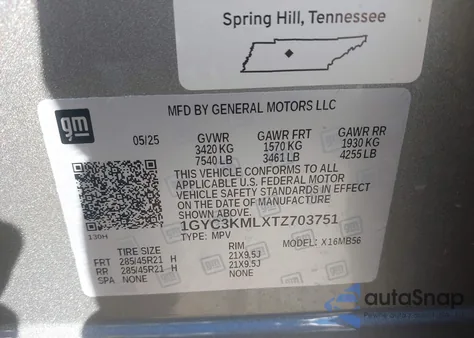 Spring Hill, Tennessee
gm
MFD BY GENERAL MOTORS LLC
05/25 GVWR GAWR FRT GAWR RR
3420 KG 1570 KG 1930 KG
7540 LB 3461 LB 4255 LB
THIS VEHICLE CONFORMS TO ALL
APPLICABLE U.S. FEDERAL MOTOR
VEHICLE SAFETY STANDARDS IN EFFECT
ON THE DATE OF MANUFACTURE
SHOWN ABOVE.
1GYC3KMLXTZ703751
TYPE: MPV MODEL: X16MB56
130H
TIRE SIZE RIM
FRT 285/45R21 H 21X9.5J
RR 285/45R21 H 21X9.5J
SPA NONE NONE
autoSnap